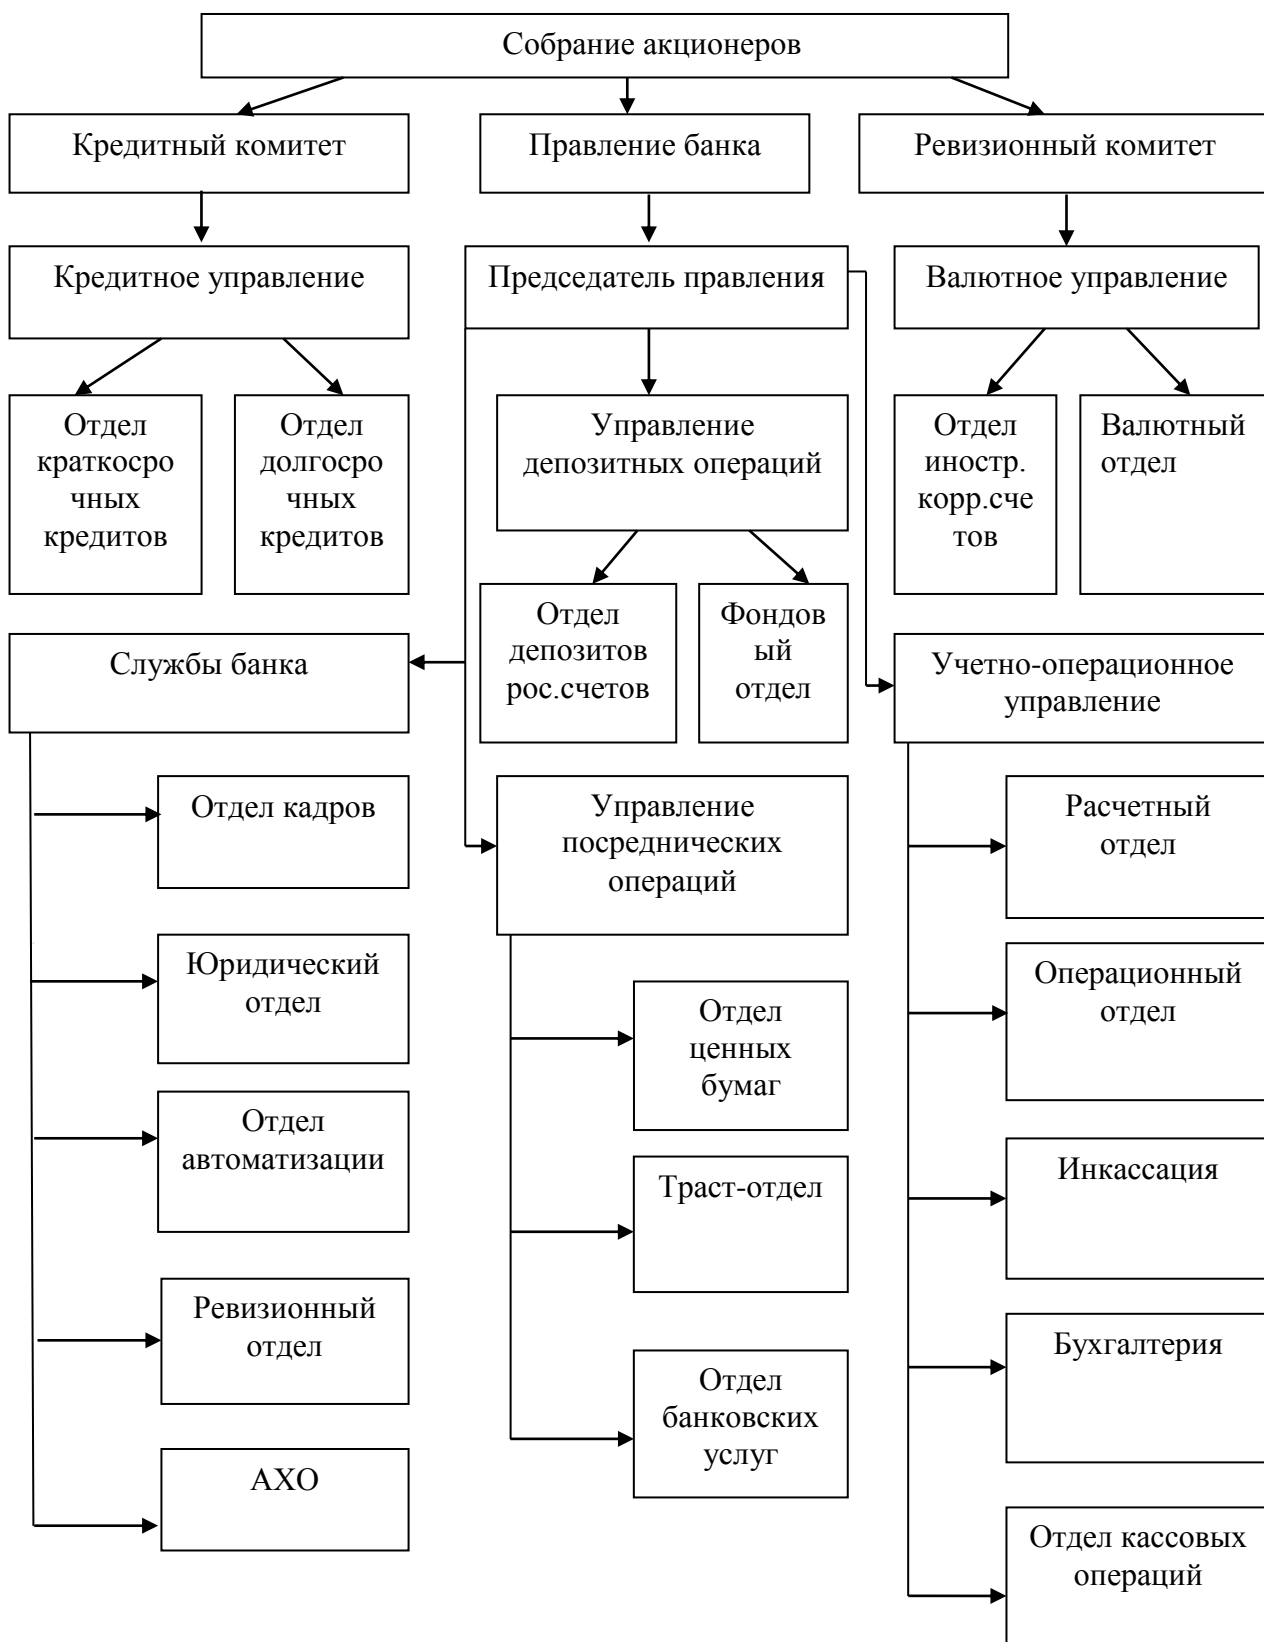 Собрание акционеров
Кредитный комитет
Правление банка
Ревизионный комитет
Кредитное управление
Председатель правления
Валютное управление
Отдел
краткосро
чных
кредитов
Отдел
долгосро
чных
кредитов
Управление
депозитных операций
Отдел
иностр.
корр.сче
тов
Валютный
отдел
Отдел
депозитов
рос.счетов
Фондов
ый
отдел
Службы банка
Учетно-операционное
управление
Отдел кадров
Юридический
отдел
Отдел
автоматизации
Ревизионный
отдел
АХО
Управление
посреднических
операций
Отдел
ценных
бумаг
Траст-отдел
Отдел
банковских
услуг
Расчетный
отдел
Операционный
отдел
Инкассация
Бухгалтерия
Отдел кассовых
операций